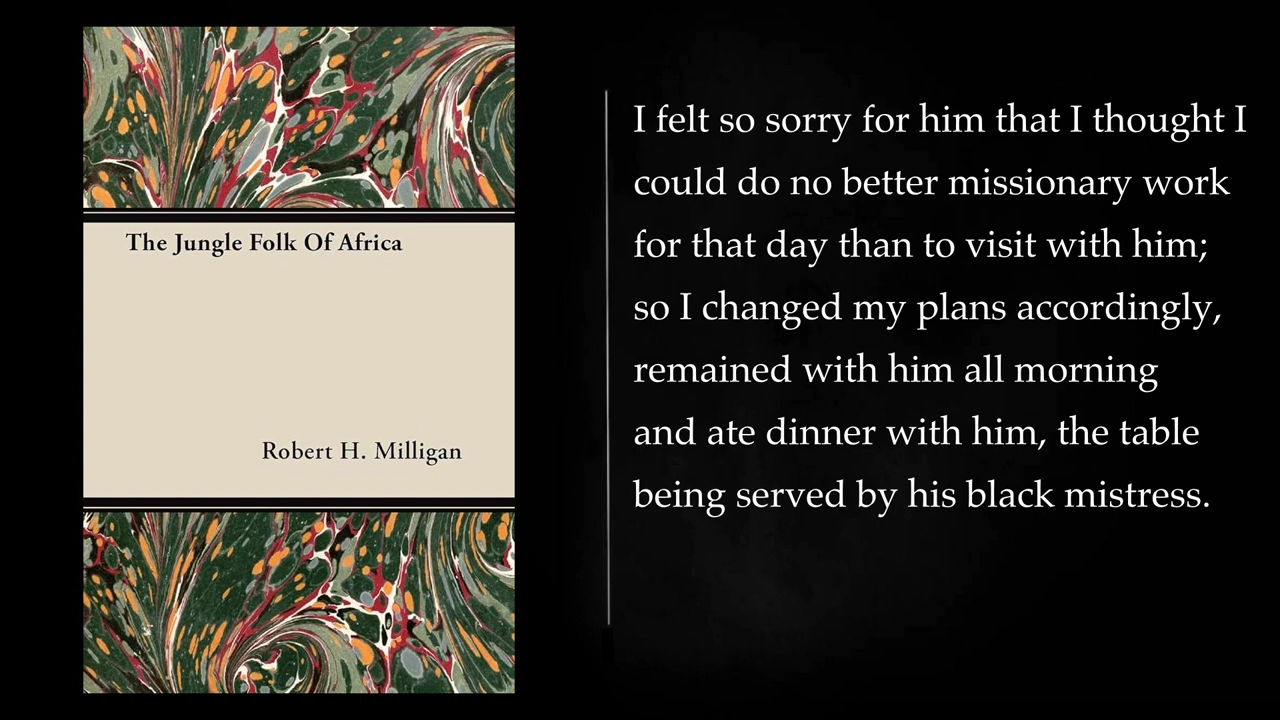 The Jungle Folk Of Africa
Robert H. Milligan
I felt so sorry for him that I thought I
could do no better missionary work
for that day than to visit with him;
so I changed my plans accordingly,
remained with him all morning
and ate dinner with him, the table
being served by his black mistress.